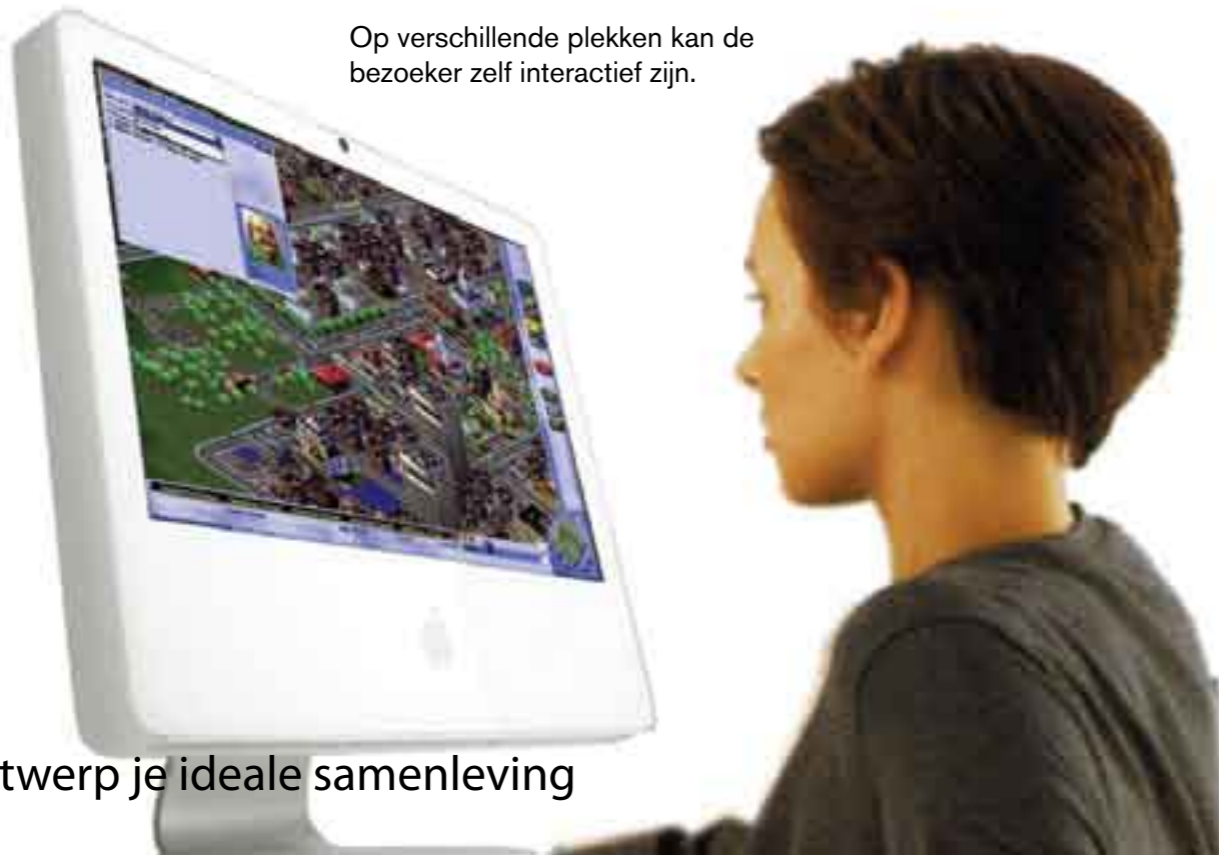 Op verschillende plekken kan de
bezoeker zelf interactief zijn.
twerp je ideale samenleving